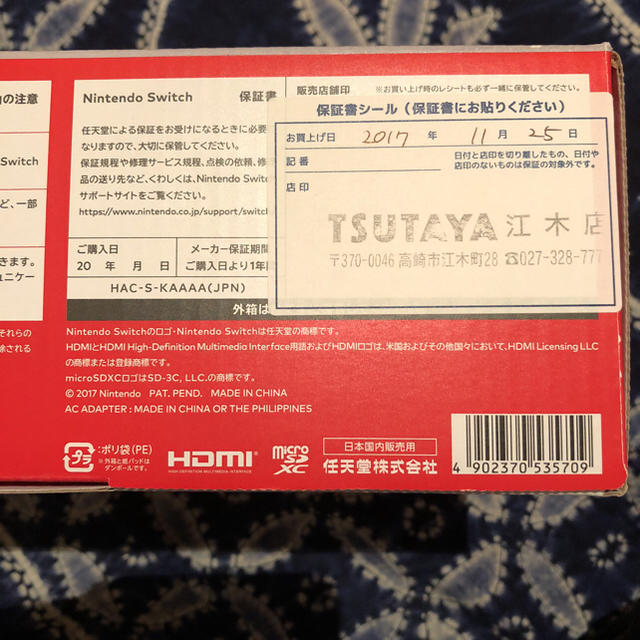 の注意
Switch
ど、一部
きます。
ュニケー
それらの
除される
Nintendo Switch 保証書
任天堂による保証をお受けになるときに必要
なりますので、大切に保管してください。
保証規程や修理サービス規程、点検の依頼、修
品の送り先など、くわしくは、Nintendo Switc
サポートサイトをご覧ください。
https://www.nintendo.co.jp/support/switch
ご購入日 メーカー保証期間
20 年 月 日 ご購入日より1年
HAC-S-KAAAA(JPN)
外箱は
販売店舗印 ※お買い上げ時のレシートも必ず一緒に保管してください。
保証書シール(保証書にお貼りください)
お買上げ日 2017 年 11 月 25 日
記番
日付と店印を切り離したもの、日付や
店印のないものは保証の対象外です。
店印
TSUTAYA 江木店
〒370-0046 高崎市江木町28 ☎027-328-777
Nintendo Switchのロゴ・Nintendo Switchは任天堂の商標です。
HDMIとHDMI High-Definition Multimedia Interface用語およびHDMIロゴは、米国およびその他国々において、HDMI Licensing LLC
の商標または登録商標です。
microSDXCロゴはSD-3C, LLC.の商標です。
© 2017 Nintendo PAT. PEND. MADE IN CHINA
AC ADAPTER : MADE IN CHINA OR THE PHILIPPINES
プラ :ポリ袋(PE)
※外箱と紙パッドは
ダンボールです。
HDMI
HIGH-DEFINITION MULTIMEDIA INTERFACE
micro SD XC
日本国内販売用
任天堂株式会社
4 902370 535709